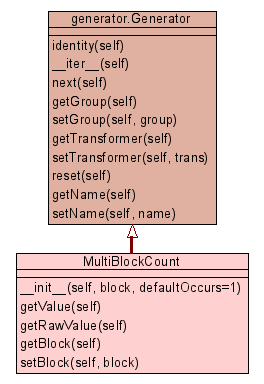 generator.Generator
identity(self)
__iter__(self)
next(self)
getGroup(self)
setGroup(self, group)
getTransformer(self)
setTransformer(self, trans)
reset(self)
getName(self)
setName(self, name)
MultiBlockCount
__init__(self, block, defaultOccurs=1)
getValue(self)
getRawValue(self)
getBlock(self)
setBlock(self, block)